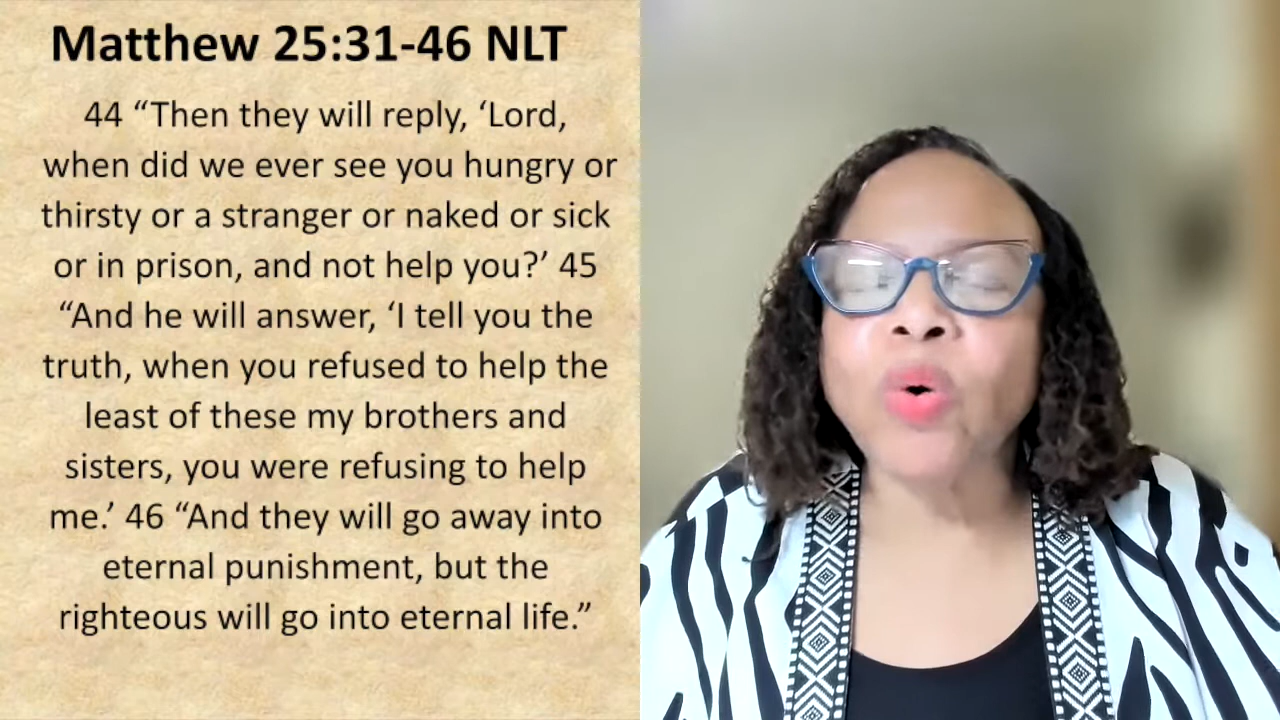 Matthew 25:31-46 NLT
44 “Then they will reply, ‘Lord,
when did we ever see you hungry or
thirsty or a stranger or naked or sick
or in prison, and not help you?’ 45
“And he will answer, ‘I tell you the
truth, when you refused to help the
least of these my brothers and
sisters, you were refusing to help
me.’ 46 “And they will go away into
eternal punishment, but the
righteous will go into eternal life.”